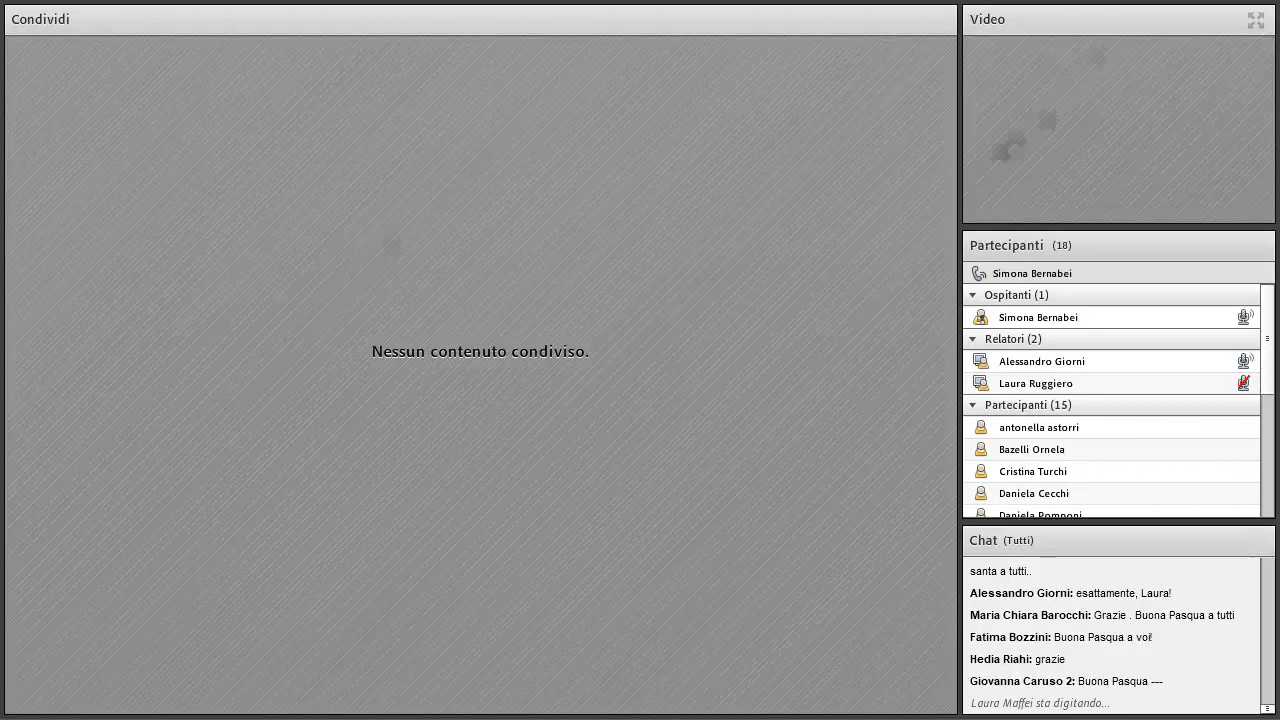 Condividi
Nessun contenuto condiviso.
Video
Partecipanti (18)
Simona Bernabei
Ospitanti (1)
Simona Bernabei
Relatori (2)
Alessandro Giorni
Laura Ruggiero
Partecipanti (15)
antonella astorri
Bazelli Ornela
Cristina Turchi
Daniela Cecchi
Daniela Pomponi
Chat (Tutti)
santa a tutti..
Alessandro Giorni: esattamente, Laura!
Maria Chiara Barocchi: Grazie . Buona Pasqua a tutti
Fatima Bozzini: Buona Pasqua a voi!
Hedia Riahi: grazie
Giovanna Caruso 2: Buona Pasqua ---
Laura Maffei sta digitando...